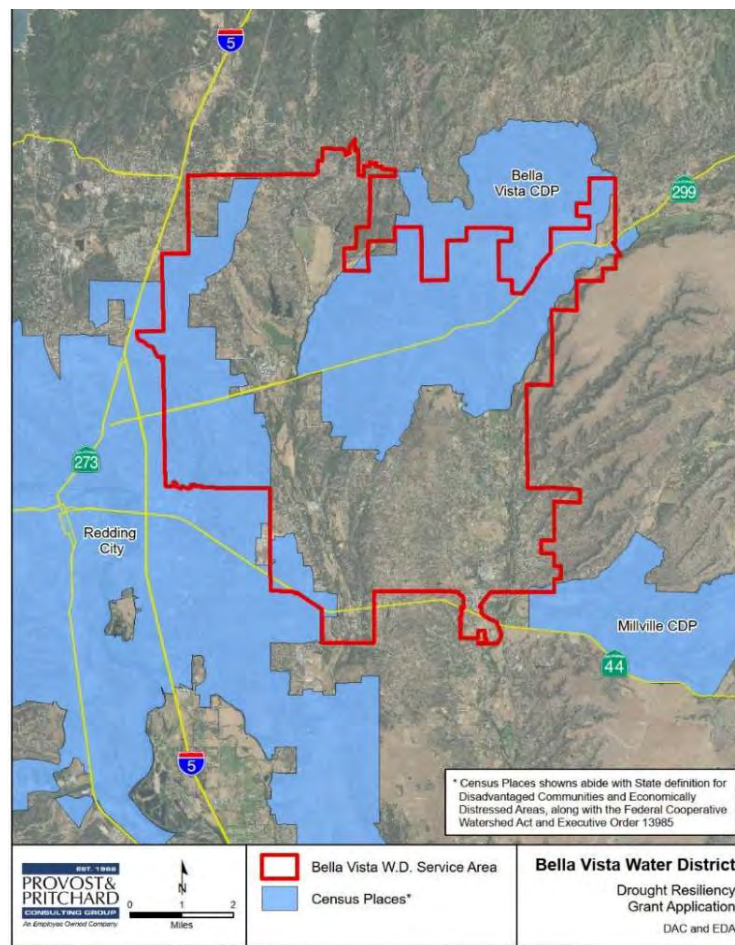 5
Bella
Vista CDP
299
273
Redding
City
Millville CDP
44
5
* Census Places showns abide with State definition for
Disadvantaged Communities and Economically
Distressed Areas, along with the Federal Cooperative
Watershed Act and Executive Order 13985
EST. 1968
PROVOST&
PRITCHARD
CONSULTING GROUP
An Employee Owned Company
N
0 1 2
Miles
Bella Vista W.D. Service Area
Census Places*
Bella Vista Water District
Drought Resiliency
Grant Application
DAC and EDA